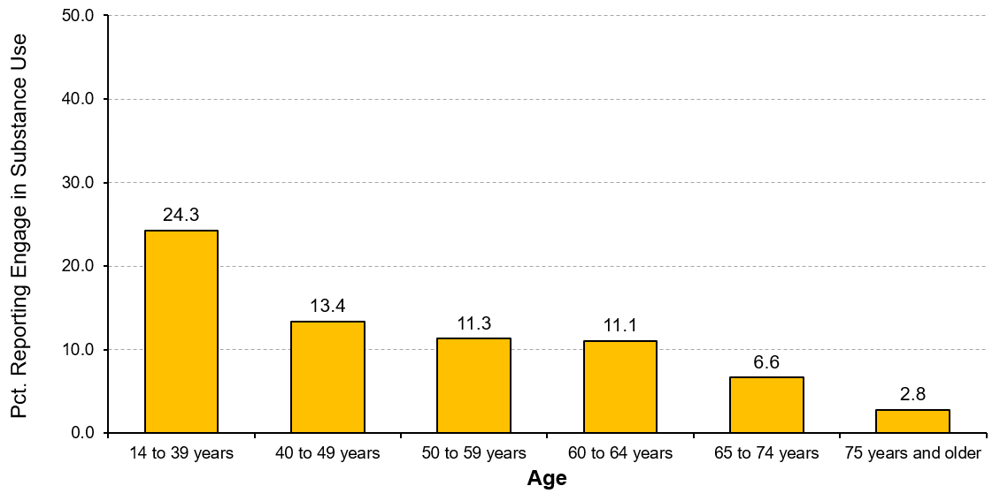 Pct. Reporting Engage in Substance Use
50.0
40.0
30.0
20.0
10.0
0.0
24.3
13.4
11.3
11.1
6.6
2.8
14 to 39 years
40 to 49 years
50 to 59 years
60 to 64 years
65 to 74 years
75 years and older
Age